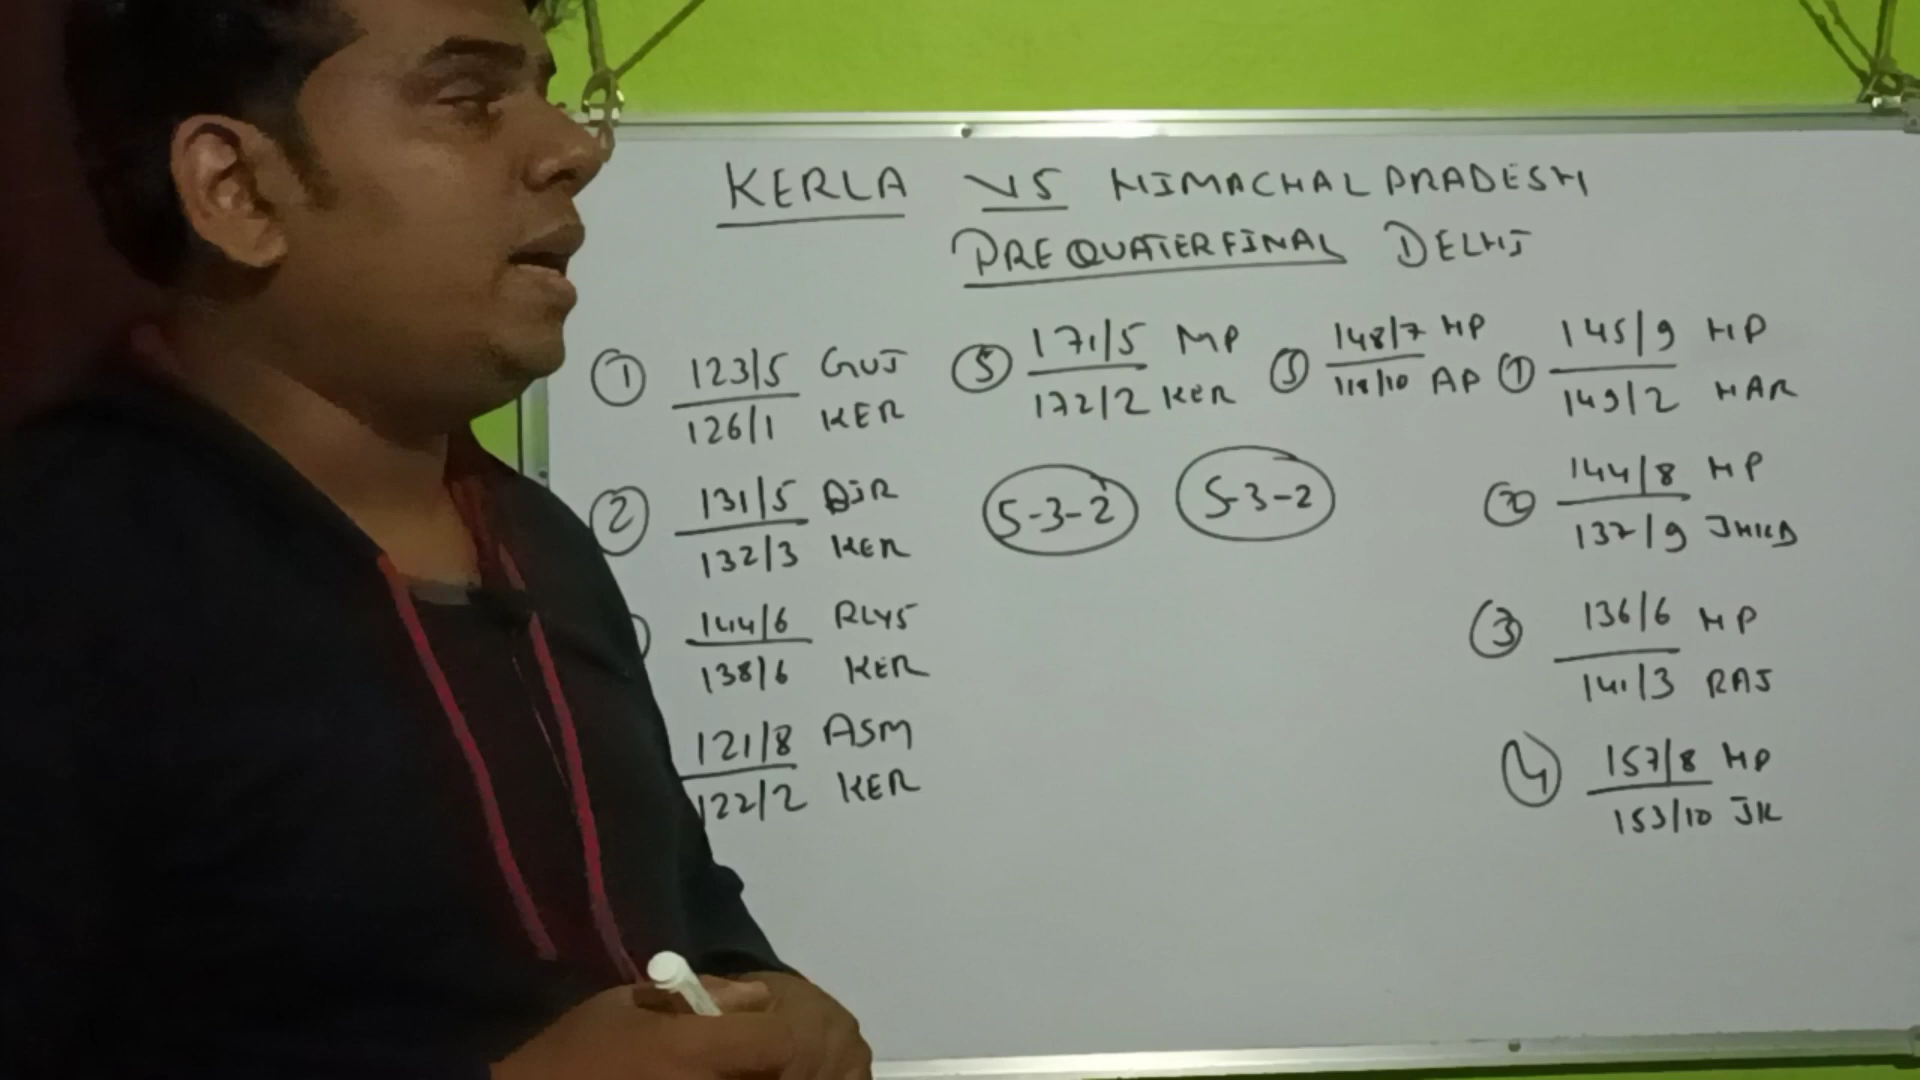 KERLA VS HIMACHAL PRADESH
PREQUATERFINAL DELHI
① 123/5 GUJ
126/1 KER
② 131/5 BIR
132/3 KER
144/6 RLYS
138/6 KER
121/8 ASM
122/2 KER
⑤ 171/5 MP
172/2 KER
5-3-2
⑤ 148/7 HP
118/10 AP
5-3-2
① 145/9 HP
149/2 HAR
② 144/8 HP
137/9 JHKD
③ 136/6 HP
141/3 RAJ
④ 157/8 HP
153/10 JK